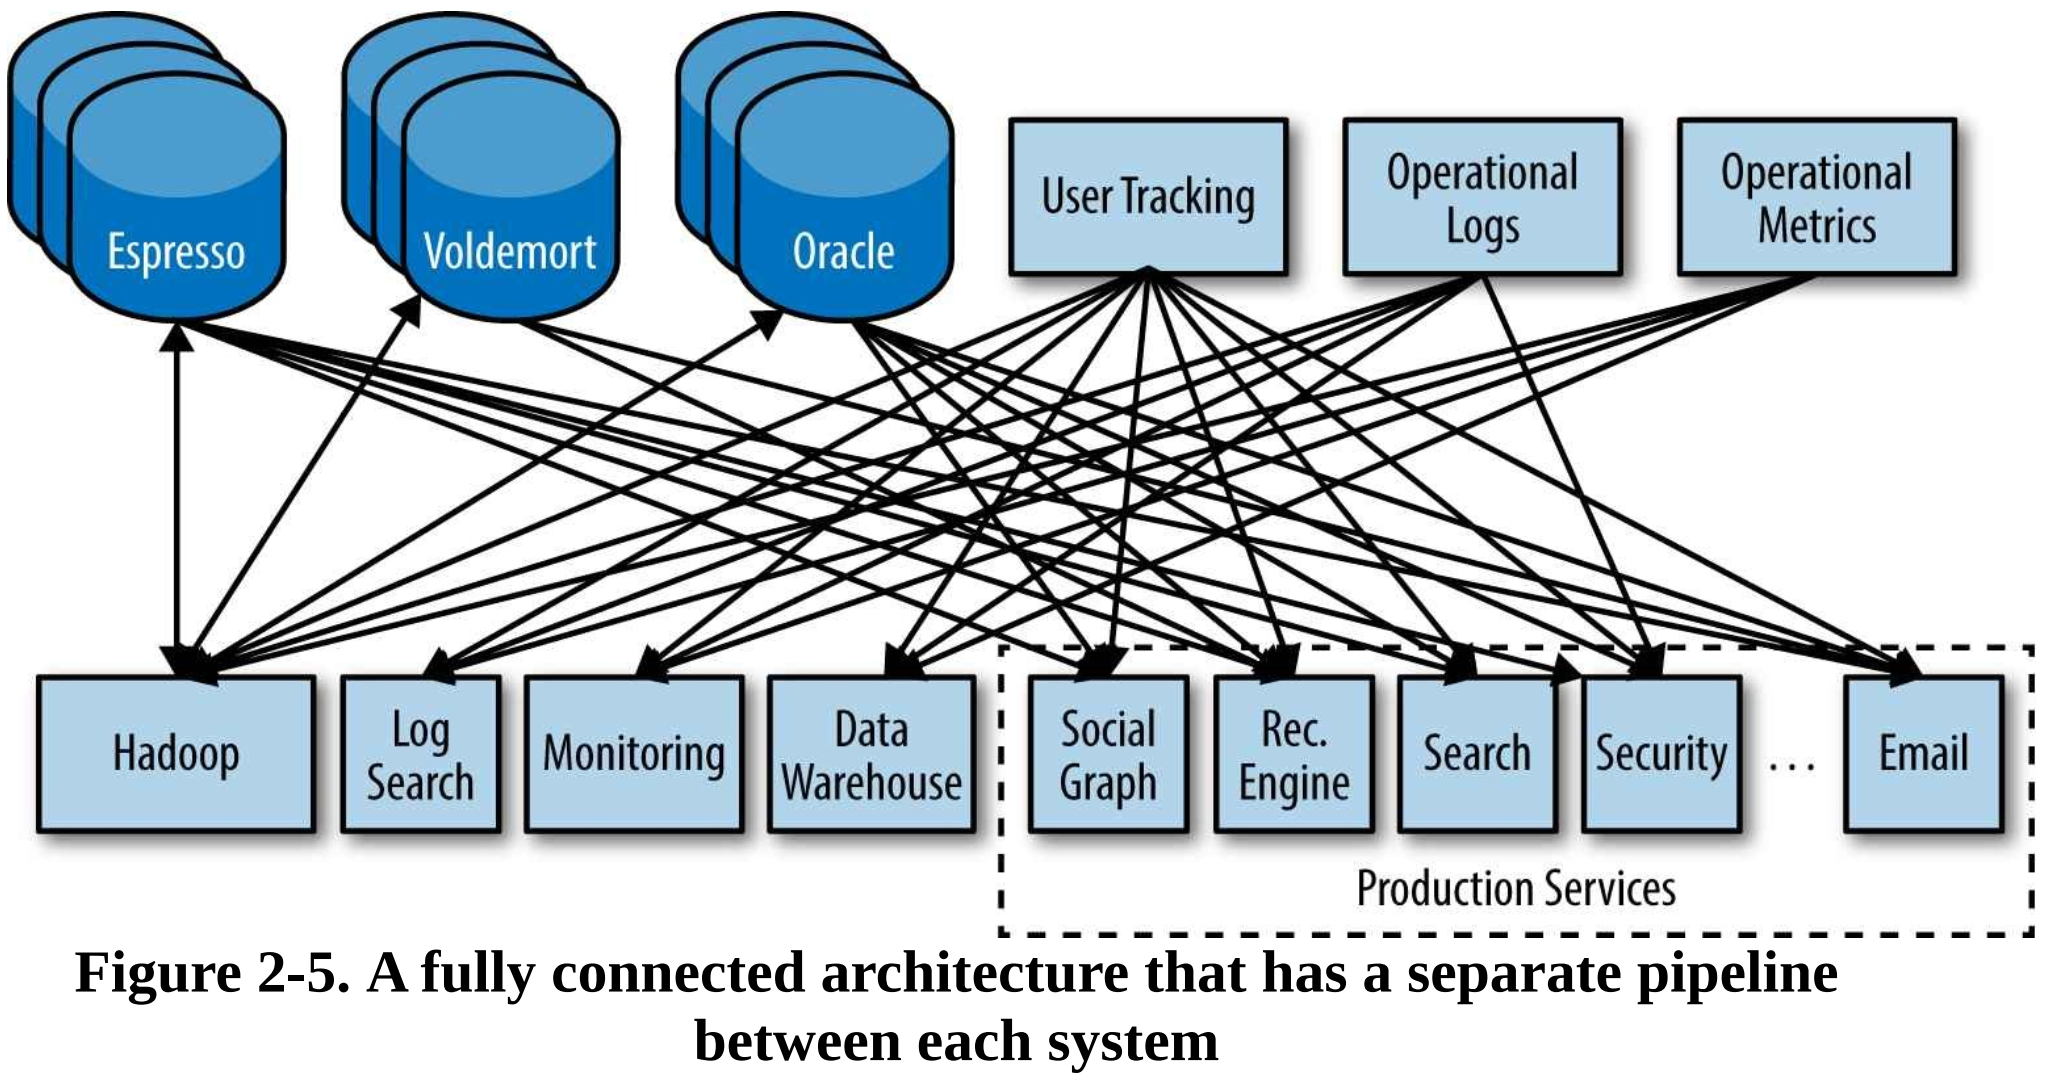 Espresso
Voldemort
Oracle
User Tracking
Operational
Logs
Operational
Metrics
Hadoop
Log
Search
Monitoring
Data
Warehouse
Social
Graph
Rec.
Engine
Search
Security
...
Email
Production Services
Figure 2-5. A fully connected architecture that has a separate pipeline
between each system